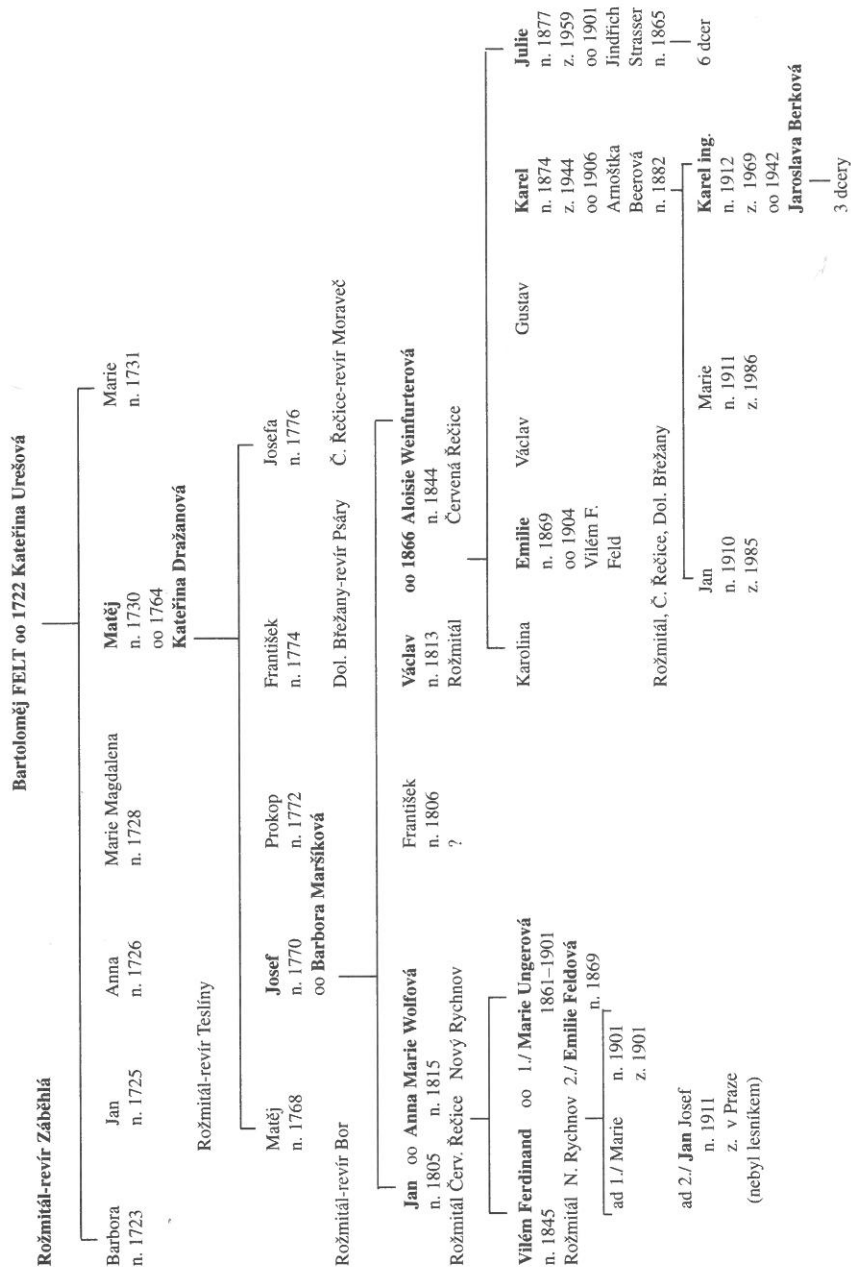 Bartoloměj FELT oo 1722 Kateřina Urešová
Rožmitál-revír Záběhlá
Barbora
n. 1723
Jan
n. 1725
Anna
n. 1726
Marie Magdalena
n. 1728
Matěj
n. 1730
oo 1764
Kateřina Dražanová
Marie
n. 1731
Rožmitál-revír Teslíny
Matěj
n. 1768
Josef
n. 1770
oo Barbora Maršíková
Prokop
n. 1772
František
n. 1774
Josefa
n. 1776
Rožmitál-revír Bor
Dol. Břežany-revír Psáry
Č. Řečice-revír Moraveč
Jan oo Anna Marie Wolfová
n. 1805 n. 1815
Rožmitál Červ. Řečice Nový Rychnov
František
n. 1806
?
Václav oo 1866 Aloisie Weinfurterová
n. 1813 n. 1844
Rožmitál Červená Řečice
Vilém Ferdinand oo 1./ Marie Ungerová
n. 1845 1861–1901
Rožmitál N. Rychnov 2./ Emilie Feldová
n. 1869
ad 1./ Marie n. 1901
z. 1901
ad 2./ Jan Josef
n. 1911
z. v Praze
(nebyl lesníkem)
Karolina
Emilie
n. 1869
oo 1904
Vilém F.
Feld
Václav
Gustav
Karel
n. 1874
z. 1944
oo 1906
Arnoštka
Beerová
n. 1882
Julie
n. 1877
z. 1959
oo 1901
Jindřich
Strasser
n. 1865
6 dcer
Rožmitál, Č. Řečice, Dol. Břežany
Jan
n. 1910
z. 1985
Marie
n. 1911
z. 1986
Karel ing.
n. 1912
z. 1969
oo 1942
Jaroslava Berková
3 dcery